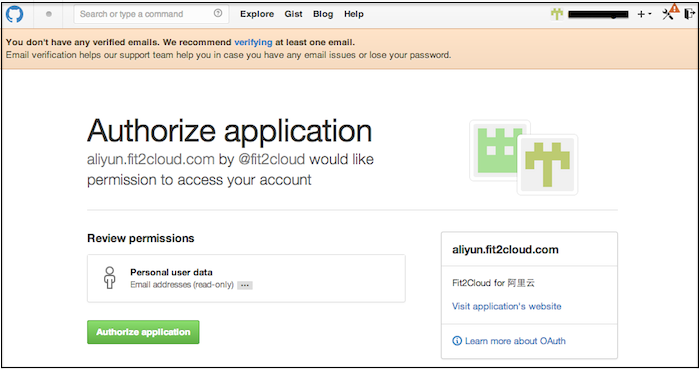 Search or type a command
Explore Gist Blog Help
You don't have any verified emails. We recommend verifying at least one email.
Email verification helps our support team help you in case you have any email issues or lose your password.
Authorize application
aliyun.fit2cloud.com by @fit2cloud would like
permission to access your account
Review permissions
Personal user data
Email addresses (read-only) ...
Authorize application
aliyun.fit2cloud.com
Fit2Cloud for 阿里云
Visit application's website
Learn more about OAuth